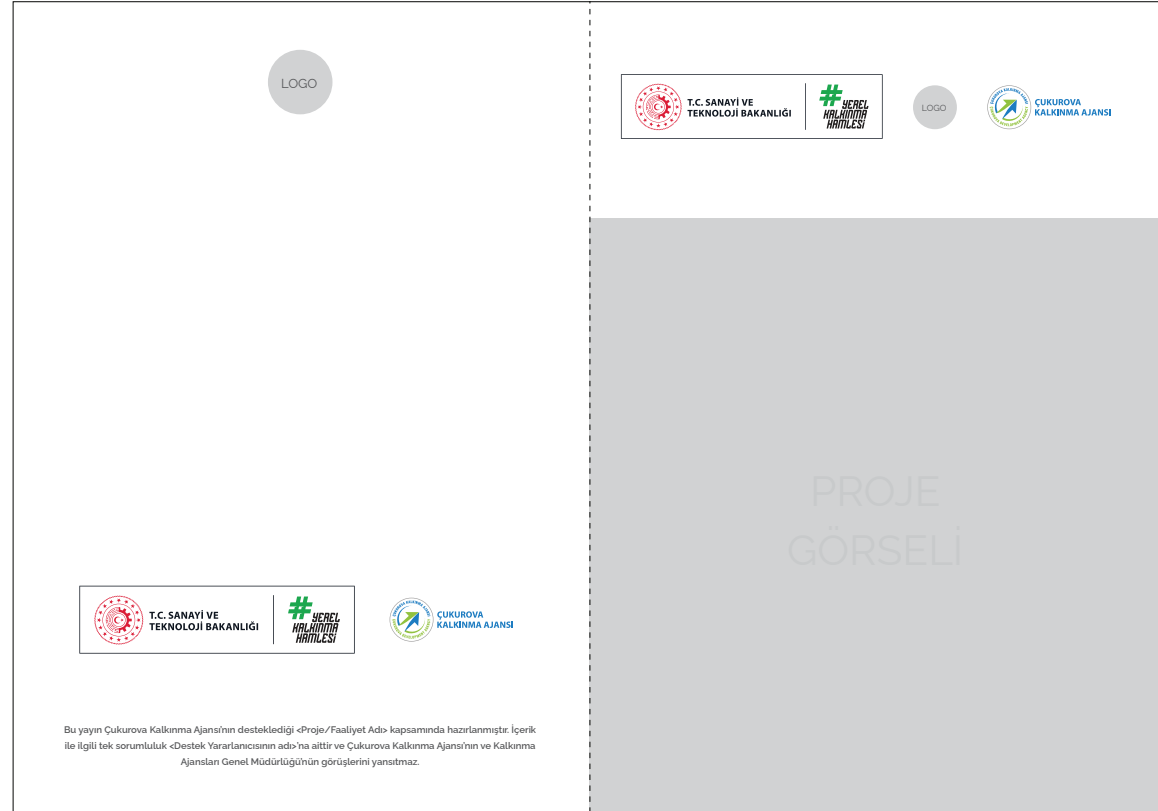 LOGO
T.C. SANAYİ VE
TEKNOLOJİ BAKANLIĞI
#YEREL
KALKINMA
HAMLESİ
ÇUKUROVA
KALKINMA AJANSI
Bu yayın Çukurova Kalkınma Ajansı'nın desteklediği <Proje/Faaliyet Adı> kapsamında hazırlanmıştır. İçerik
ile ilgili tek sorumluluk <Destek Yararlanıcısının adı>'na aittir ve Çukurova Kalkınma Ajansı'nın ve Kalkınma
Ajansları Genel Müdürlüğü'nün görüşlerini yansıtmaz.
T.C. SANAYİ VE
TEKNOLOJİ BAKANLIĞI
#YEREL
KALKINMA
HAMLESİ
LOGO
ÇUKUROVA
KALKINMA AJANSI
PROJE
GÖRSELİ